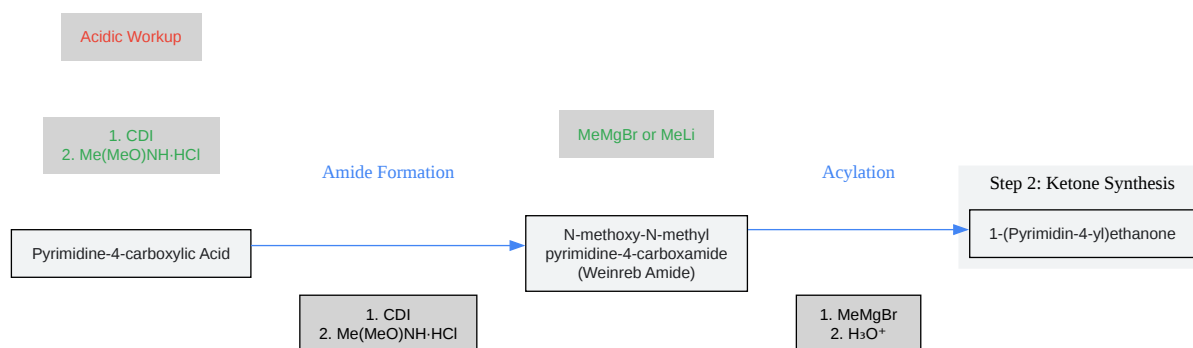 Acidic Workup
1. CDI
2. Me(MeO)NH·HCl
MeMgBr or MeLi
Amide Formation
Acylation
Step 2: Ketone Synthesis
Pyrimidine-4-carboxylic Acid
N-methoxy-N-methyl
pyrimidine-4-carboxamide
(Weinreb Amide)
1-(Pyrimidin-4-yl)ethanone
1. CDI
2. Me(MeO)NH·HCl
1. MeMgBr
2. H₃O⁺